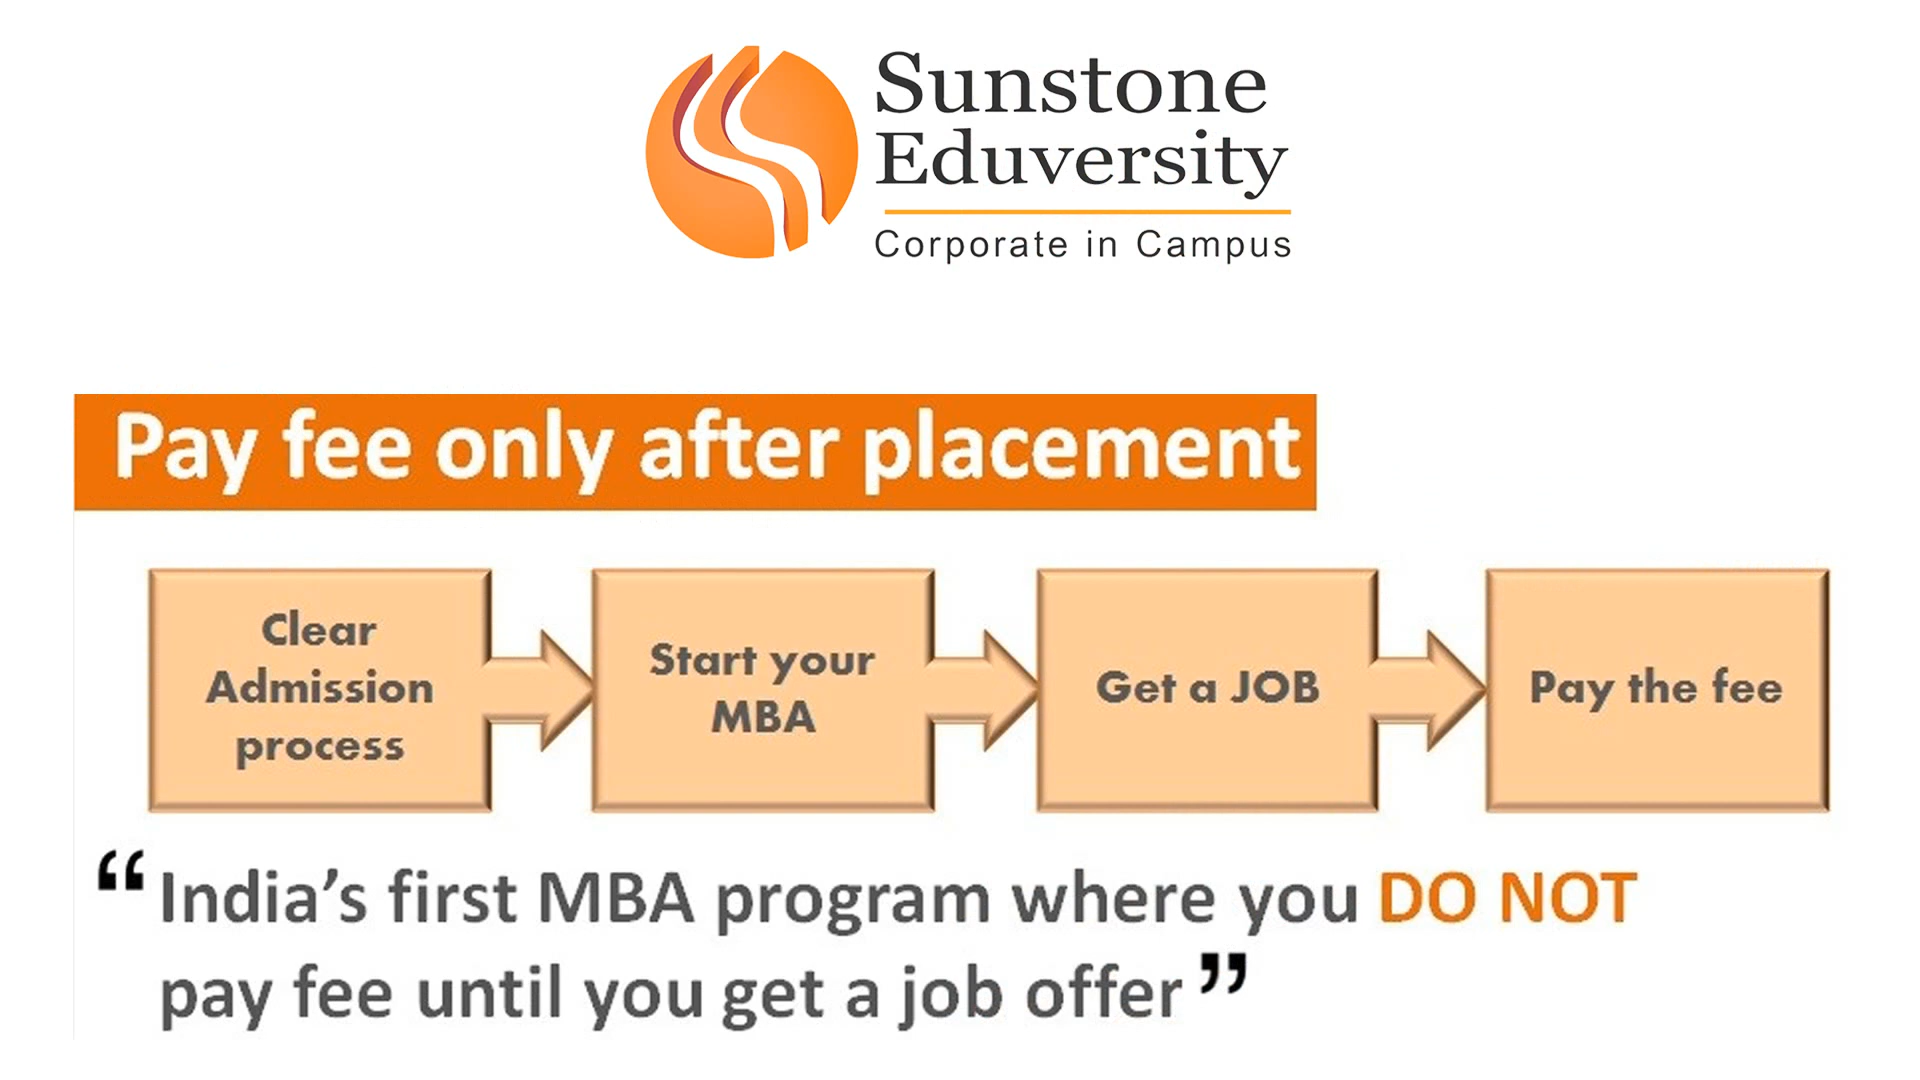 Sunstone
Eduversity
Corporate in Campus
Pay fee only after placement
Clear
Admission
process
Start your
MBA
Get a JOB
Pay the fee
“India’s first MBA program where you DO NOT
pay fee until you get a job offer”